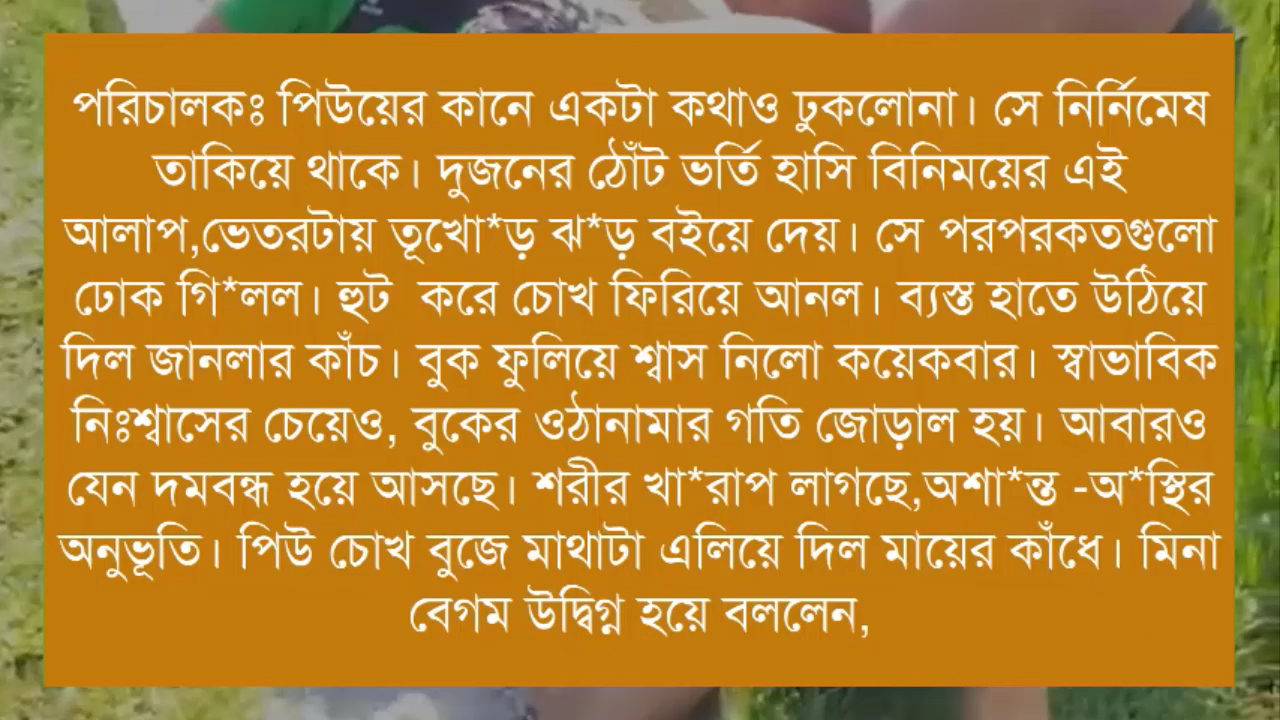 পরিচালকঃ পিউয়ের কানে একটা কথাও ঢুকলোনা। সে নির্নিমেষ
তাকিয়ে থাকে। দুজনের ঠোঁট ভর্তি হাসি বিনিময়ের এই
আলাপ,ভেতরটায় তূখো*ড় ঝ*ড় বইয়ে দেয়। সে পরপরকতগুলো
ঢোক গি*লল। হুট  করে চোখ ফিরিয়ে আনল। ব্যস্ত হাতে উঠিয়ে
দিল জানলার কাঁচ। বুক ফুলিয়ে শ্বাস নিলো কয়েকবার। স্বাভাবিক
নিঃশ্বাসের চেয়েও, বুকের ওঠানামার গতি জোড়াল হয়। আবারও
যেন দমবন্ধ হয়ে আসছে। শরীর খা*রাপ লাগছে,অশা*ন্ত -অ*স্থির
অনুভূতি। পিউ চোখ বুজে মাথাটা এলিয়ে দিল মায়ের কাঁধে। মিনা
বেগম উদ্বিগ্ন হয়ে বললেন,